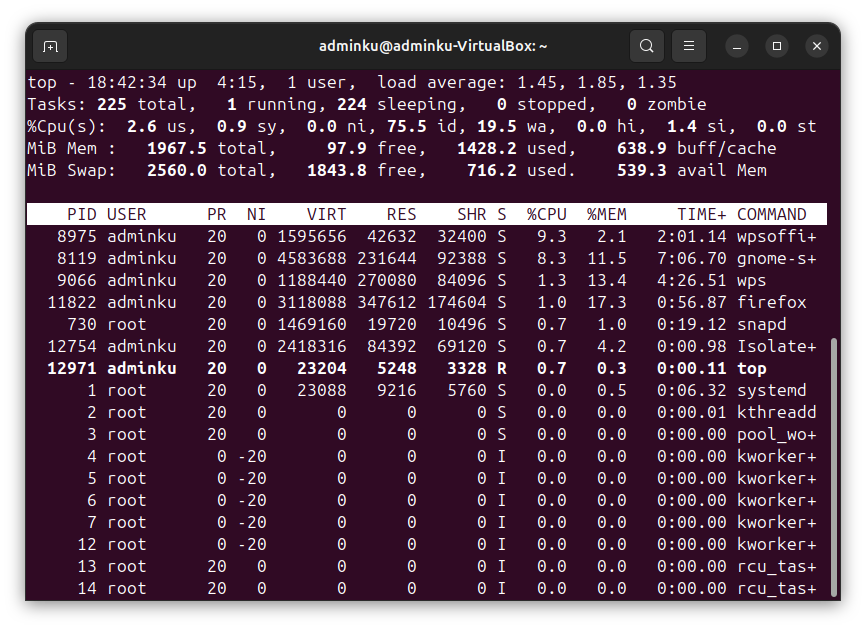 adminku@adminku-VirtualBox: ~
top - 18:42:34 up  4:15,  1 user,  load average: 1.45, 1.85, 1.35
Tasks: 225 total,   1 running, 224 sleeping,   0 stopped,   0 zombie
%Cpu(s):  2.6 us,  0.9 sy,  0.0 ni, 75.5 id, 19.5 wa,  0.0 hi,  1.4 si,  0.0 st
MiB Mem :   1967.5 total,     97.9 free,   1428.2 used,    638.9 buff/cache
MiB Swap:   2560.0 total,   1843.8 free,    716.2 used.    539.3 avail Mem
    PID USER      PR  NI    VIRT    RES    SHR S  %CPU  %MEM     TIME+ COMMAND
   8975 adminku   20   0 1595656  42632  32400 S   9.3   2.1   2:01.14 wpsoffi+
   8119 adminku   20   0 4583688 231644  92388 S   8.3  11.5   7:06.70 gnome-s+
   9066 adminku   20   0 1188440 270080  84096 S   1.3  13.4   4:26.51 wps
  11822 adminku   20   0 3118088 347612 174604 S   1.0  17.3   0:56.87 firefox
    730 root      20   0 1469160  19720  10496 S   0.7   1.0   0:19.12 snapd
  12754 adminku   20   0 2418316  84392  69120 S   0.7   4.2   0:00.98 Isolate+
  12971 adminku   20   0   23204   5248   3328 R   0.7   0.3   0:00.11 top
      1 root      20   0   23088   9216   5760 S   0.0   0.5   0:06.32 systemd
      2 root      20   0       0      0      0 S   0.0   0.0   0:00.01 kthreadd
      3 root      20   0       0      0      0 S   0.0   0.0   0:00.00 pool_wo+
      4 root       0 -20       0      0      0 I   0.0   0.0   0:00.00 kworker+
      5 root       0 -20       0      0      0 I   0.0   0.0   0:00.00 kworker+
      6 root       0 -20       0      0      0 I   0.0   0.0   0:00.00 kworker+
      7 root       0 -20       0      0      0 I   0.0   0.0   0:00.00 kworker+
     12 root       0 -20       0      0      0 I   0.0   0.0   0:00.00 kworker+
     13 root      20   0       0      0      0 I   0.0   0.0   0:00.00 rcu_tas+
     14 root      20   0       0      0      0 I   0.0   0.0   0:00.00 rcu_tas+